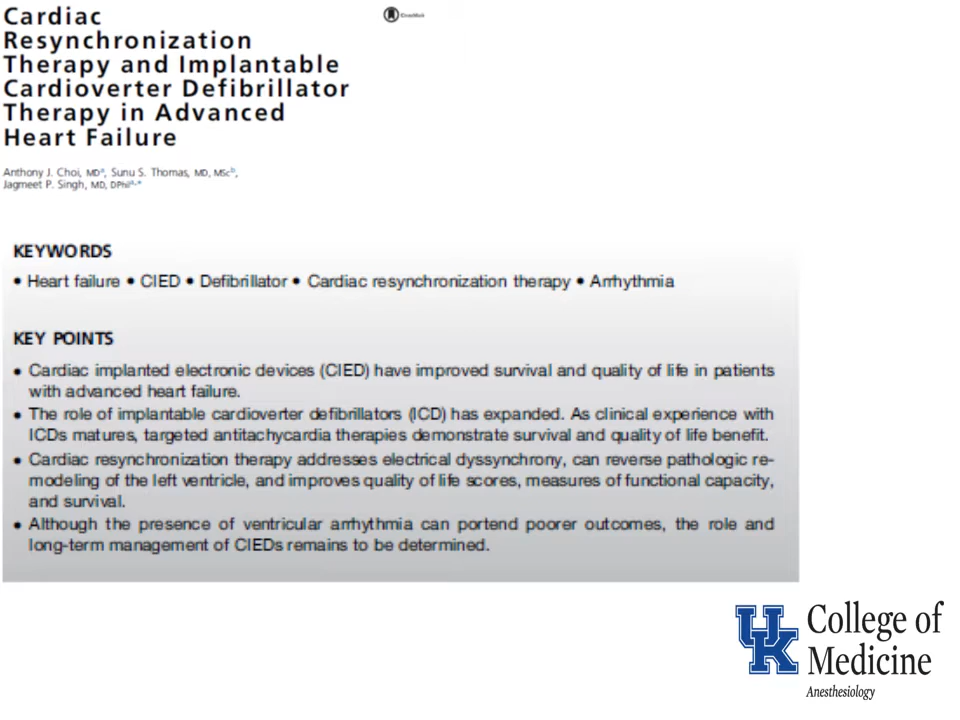 Cardiac
Resynchronization
Therapy and Implantable
Cardioverter Defibrillator
Therapy in Advanced
Heart Failure
CrossMark
Anthony J. Choi, MDa, Sunu S. Thomas, MD, MScb,
Jagmeet P. Singh, MD, DPhila,*
KEYWORDS
• Heart failure • CIED • Defibrillator • Cardiac resynchronization therapy • Arrhythmia
KEY POINTS
• Cardiac implanted electronic devices (CIED) have improved survival and quality of life in patients
with advanced heart failure.
• The role of implantable cardioverter defibrillators (ICD) has expanded. As clinical experience with
ICDs matures, targeted antitachycardia therapies demonstrate survival and quality of life benefit.
• Cardiac resynchronization therapy addresses electrical dyssynchrony, can reverse pathologic re-
modeling of the left ventricle, and improves quality of life scores, measures of functional capacity,
and survival.
• Although the presence of ventricular arrhythmia can portend poorer outcomes, the role and
long-term management of CIEDs remains to be determined.
UK
College of
Medicine
Anesthesiology